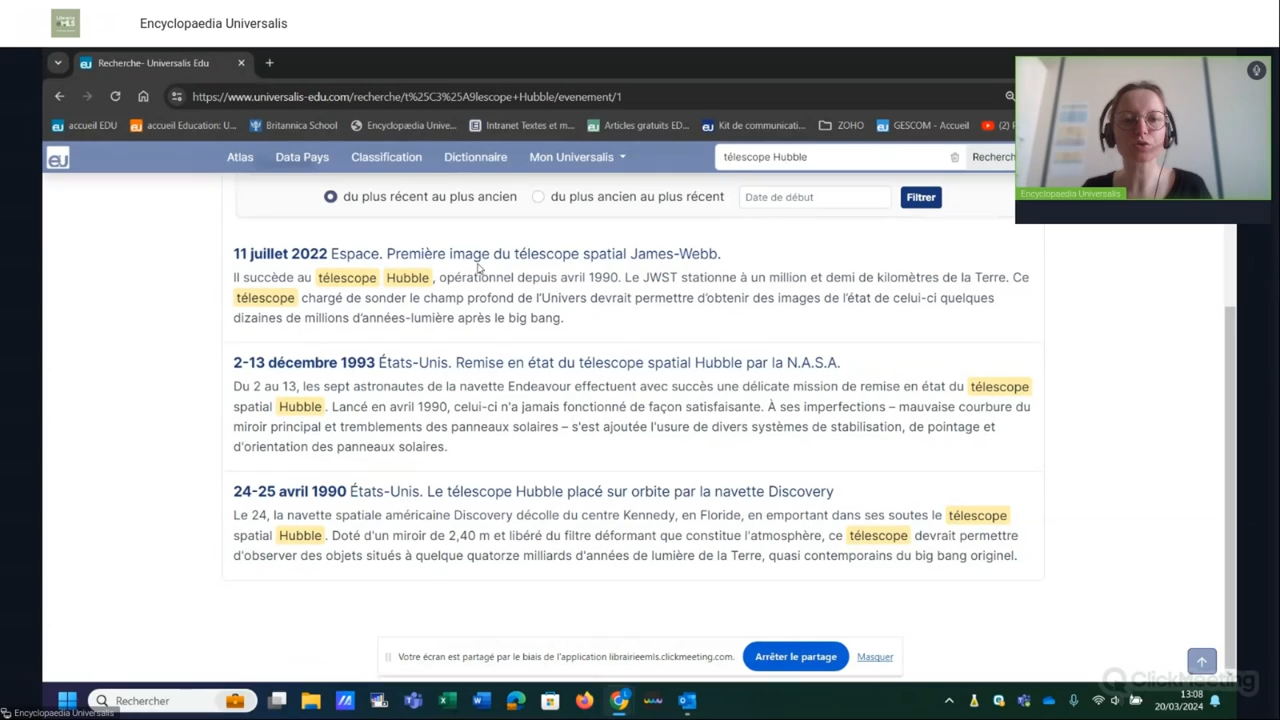 Encyclopaedia Universalis
Recherche- Universalis Edu
https://www.universalis-edu.com/recherche/t%25C3%25A9lescope+Hubble/evenement/1
accueil EDU
accueil Education: U...
Britannica School
Encyclopædia Unive...
Intranet Textes et m...
Articles gratuits ED...
Kit de communicati...
ZOHO
GESCOM - Accueil
eu
Atlas
Data Pays
Classification
Dictionnaire
Mon Universalis
télescope Hubble
Recherch
Encyclopaedia Universalis
du plus récent au plus ancien
du plus ancien au plus récent
Date de début
Filtrer
11 juillet 2022 Espace. Première image du télescope spatial James-Webb.
Il succède au télescope Hubble, opérationnel depuis avril 1990. Le JWST stationne à un million et demi de kilomètres de la Terre. Ce
télescope chargé de sonder le champ profond de l'Univers devrait permettre d'obtenir des images de l'état de celui-ci quelques
dizaines de millions d'années-lumière après le big bang.
2-13 décembre 1993 États-Unis. Remise en état du télescope spatial Hubble par la N.A.S.A.
Du 2 au 13, les sept astronautes de la navette Endeavour effectuent avec succès une délicate mission de remise en état du télescope
spatial Hubble. Lancé en avril 1990, celui-ci n'a jamais fonctionné de façon satisfaisante. À ses imperfections – mauvaise courbure du
miroir principal et tremblements des panneaux solaires – s'est ajoutée l'usure de divers systèmes de stabilisation, de pointage et
d'orientation des panneaux solaires.
24-25 avril 1990 États-Unis. Le télescope Hubble placé sur orbite par la navette Discovery
Le 24, la navette spatiale américaine Discovery décolle du centre Kennedy, en Floride, en emportant dans ses soutes le télescope
spatial Hubble. Doté d'un miroir de 2,40 m et libéré du filtre déformant que constitue l'atmosphère, ce télescope devrait permettre
d'observer des objets situés à quelque quatorze milliards d'années de lumière de la Terre, quasi contemporains du big bang originel.
Votre écran est partagé par le biais de l'application librairieemls.clickmeeting.com.
Arrêter le partage
Masquer
ClickMeeting
Rechercher
13:08
20/03/2024
Encyclopaedia Universalis